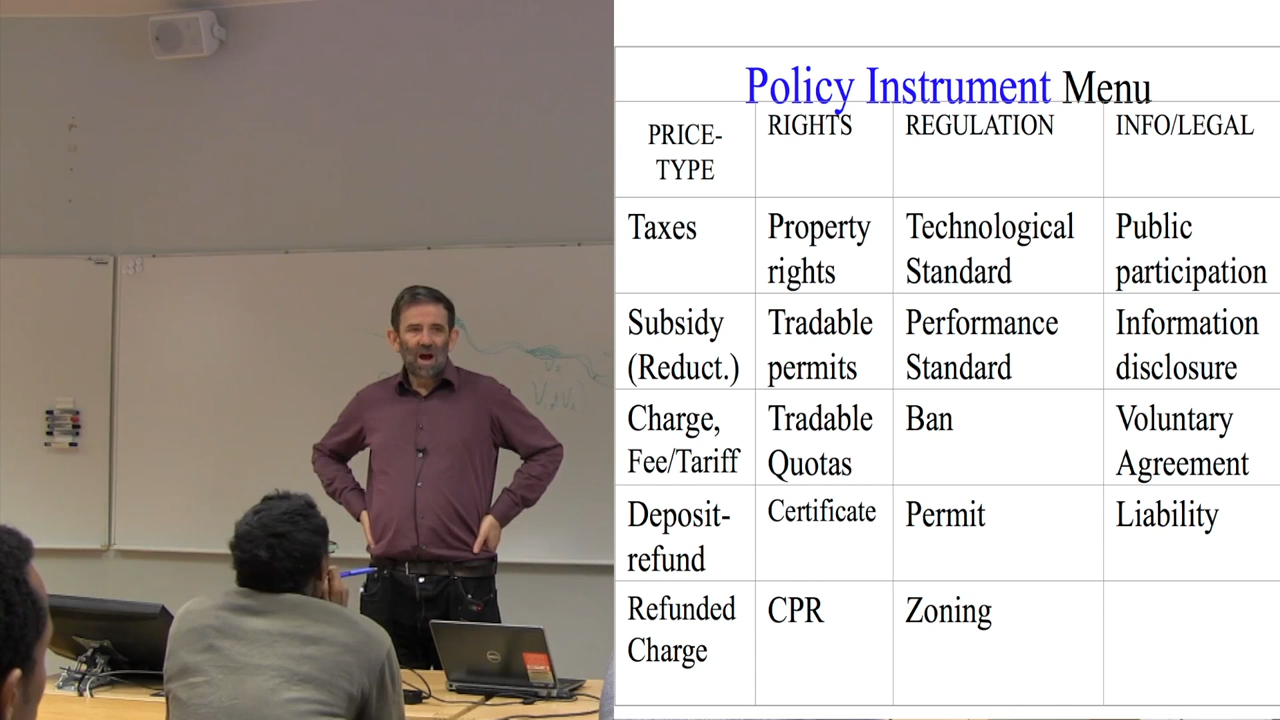 Policy Instrument Menu
PRICE-
TYPE
RIGHTS
REGULATION
INFO/LEGAL
Taxes
Property
rights
Technological
Standard
Public
participation
Subsidy
(Reduct.)
Tradable
permits
Performance
Standard
Information
disclosure
Charge,
Fee/Tariff
Tradable
Quotas
Ban
Voluntary
Agreement
Deposit-
refund
Certificate
Permit
Liability
Refunded
Charge
CPR
Zoning
DELL